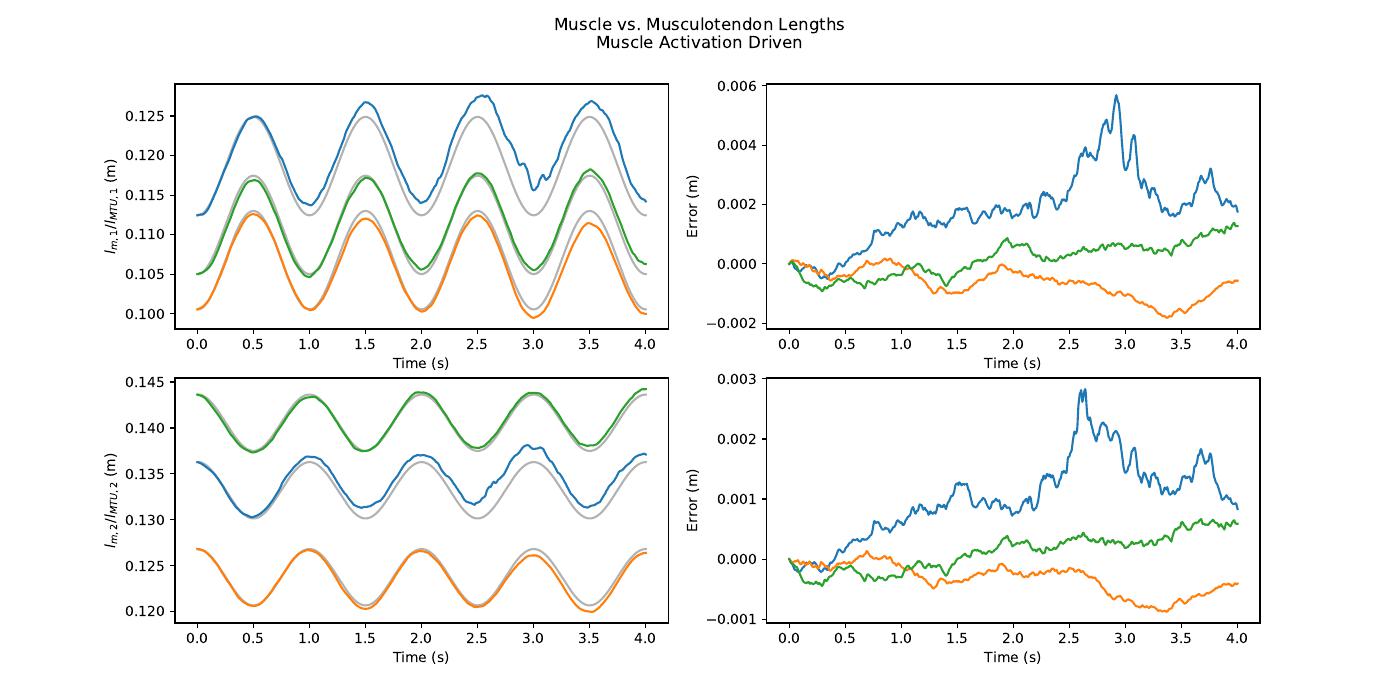 Muscle vs. Musculotendon Lengths
Muscle Activation Driven
l_{m,1}/l_{MTU,1} (m)
0.125
0.120
0.115
0.110
0.105
0.100
0.0 0.5 1.0 1.5 2.0 2.5 3.0 3.5 4.0
Time (s)
Error (m)
0.006
0.004
0.002
0.000
−0.002
0.0 0.5 1.0 1.5 2.0 2.5 3.0 3.5 4.0
Time (s)
l_{m,2}/l_{MTU,2} (m)
0.145
0.140
0.135
0.130
0.125
0.120
0.0 0.5 1.0 1.5 2.0 2.5 3.0 3.5 4.0
Time (s)
Error (m)
0.003
0.002
0.001
0.000
−0.001
0.0 0.5 1.0 1.5 2.0 2.5 3.0 3.5 4.0
Time (s)